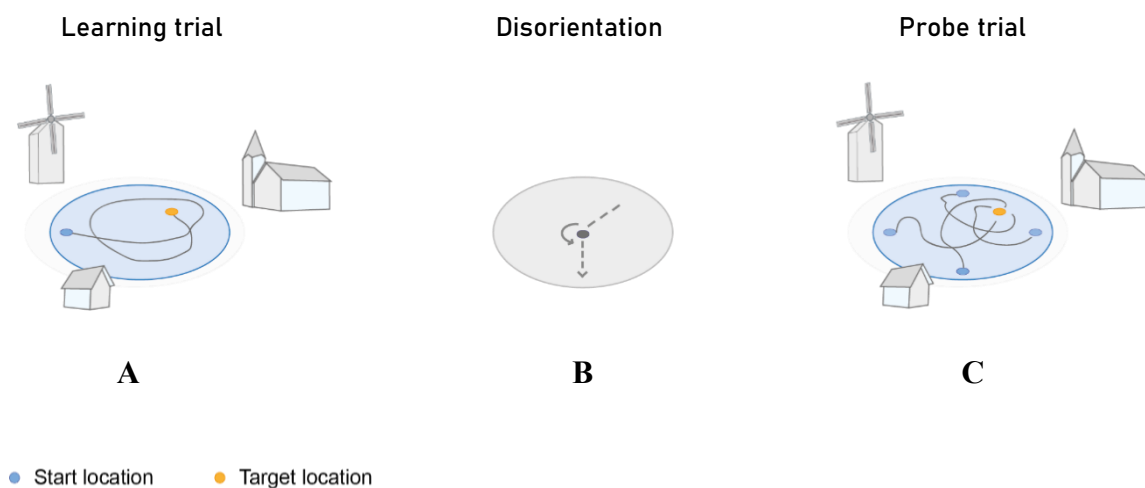 Learning trial
Disorientation
Probe trial
A
B
C
Start location
Target location